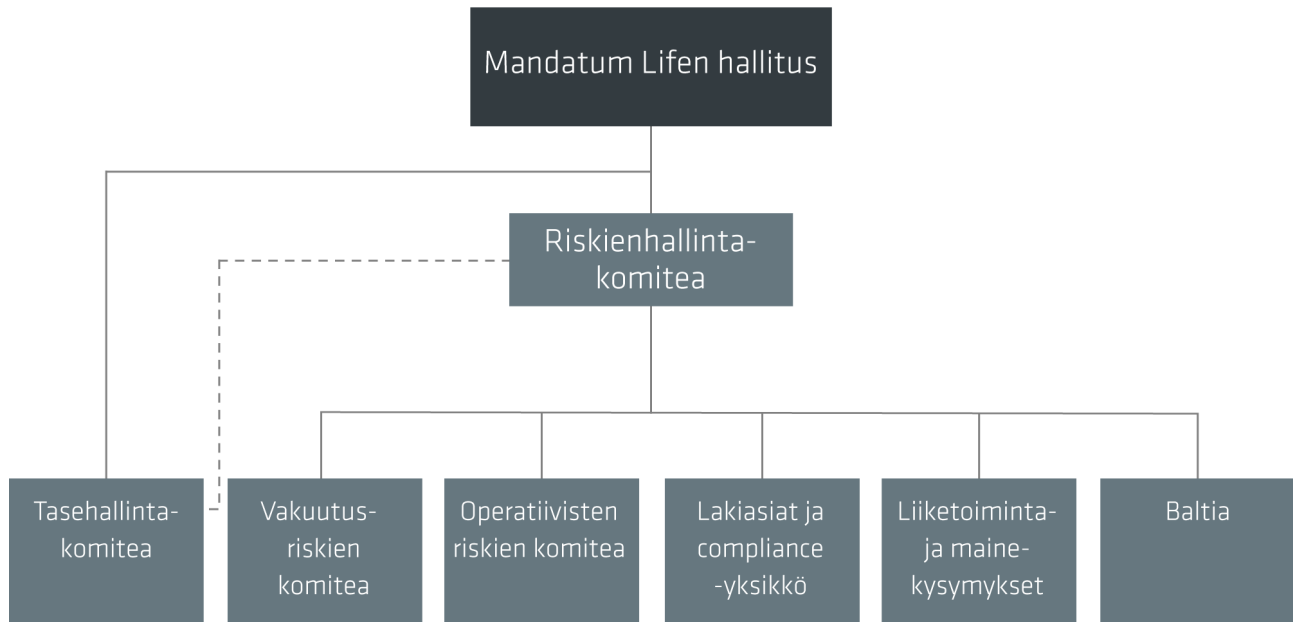 Mandatum Lifen hallitus
Riskienhallinta-
komitea
Tasehallinta-
komitea
Vakuutus-
riskien
komitea
Operatiivisten
riskien komitea
Lakiasiat ja
compliance
-yksikkö
Liiketoiminta-
ja maine-
kysymykset
Baltia